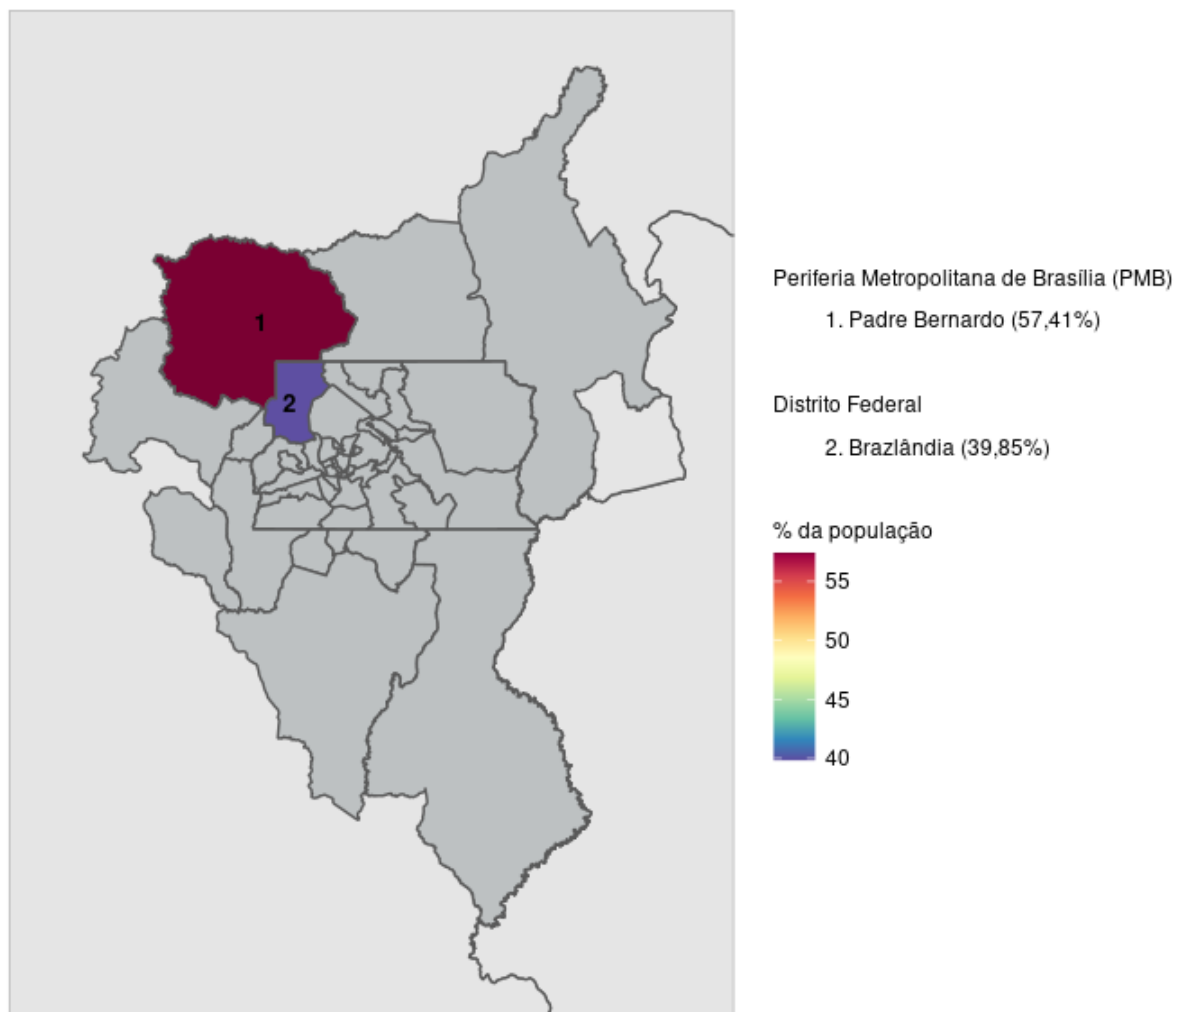 1
2
Periferia Metropolitana de Brasília (PMB)
1. Padre Bernardo (57,41%)
Distrito Federal
2. Brazlândia (39,85%)
% da população
55
50
45
40